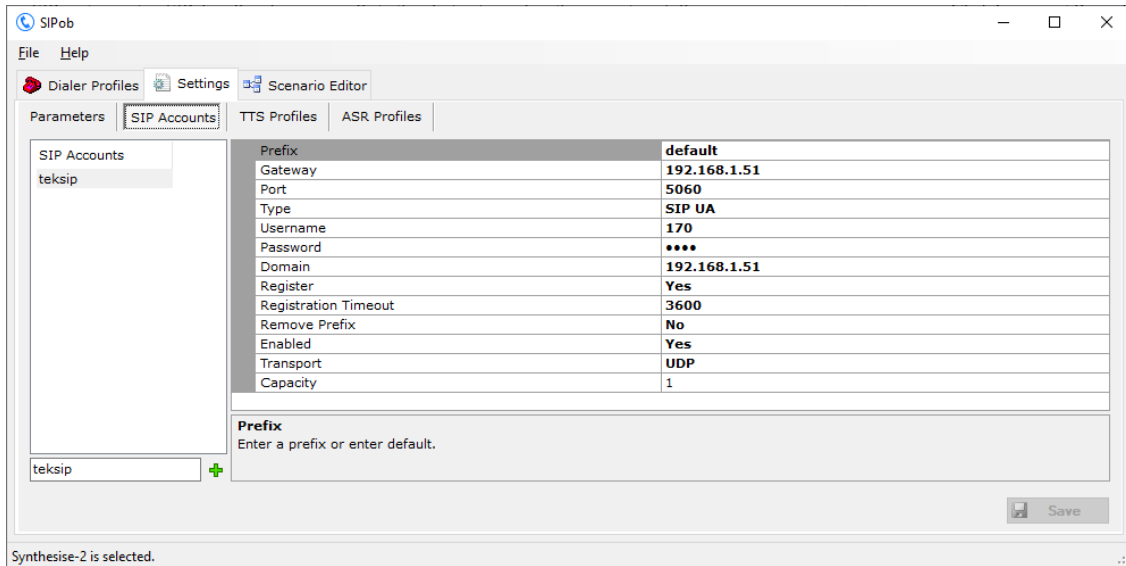 SIPob
File Help
Dialer Profiles Settings Scenario Editor
Parameters SIP Accounts TTS Profiles ASR Profiles
SIP Accounts
teksip
Prefix default
Gateway 192.168.1.51
Port 5060
Type SIP UA
Username 170
Password ••••
Domain 192.168.1.51
Register Yes
Registration Timeout 3600
Remove Prefix No
Enabled Yes
Transport UDP
Capacity 1
Prefix
Enter a prefix or enter default.
teksip
Save
Synthesise-2 is selected.